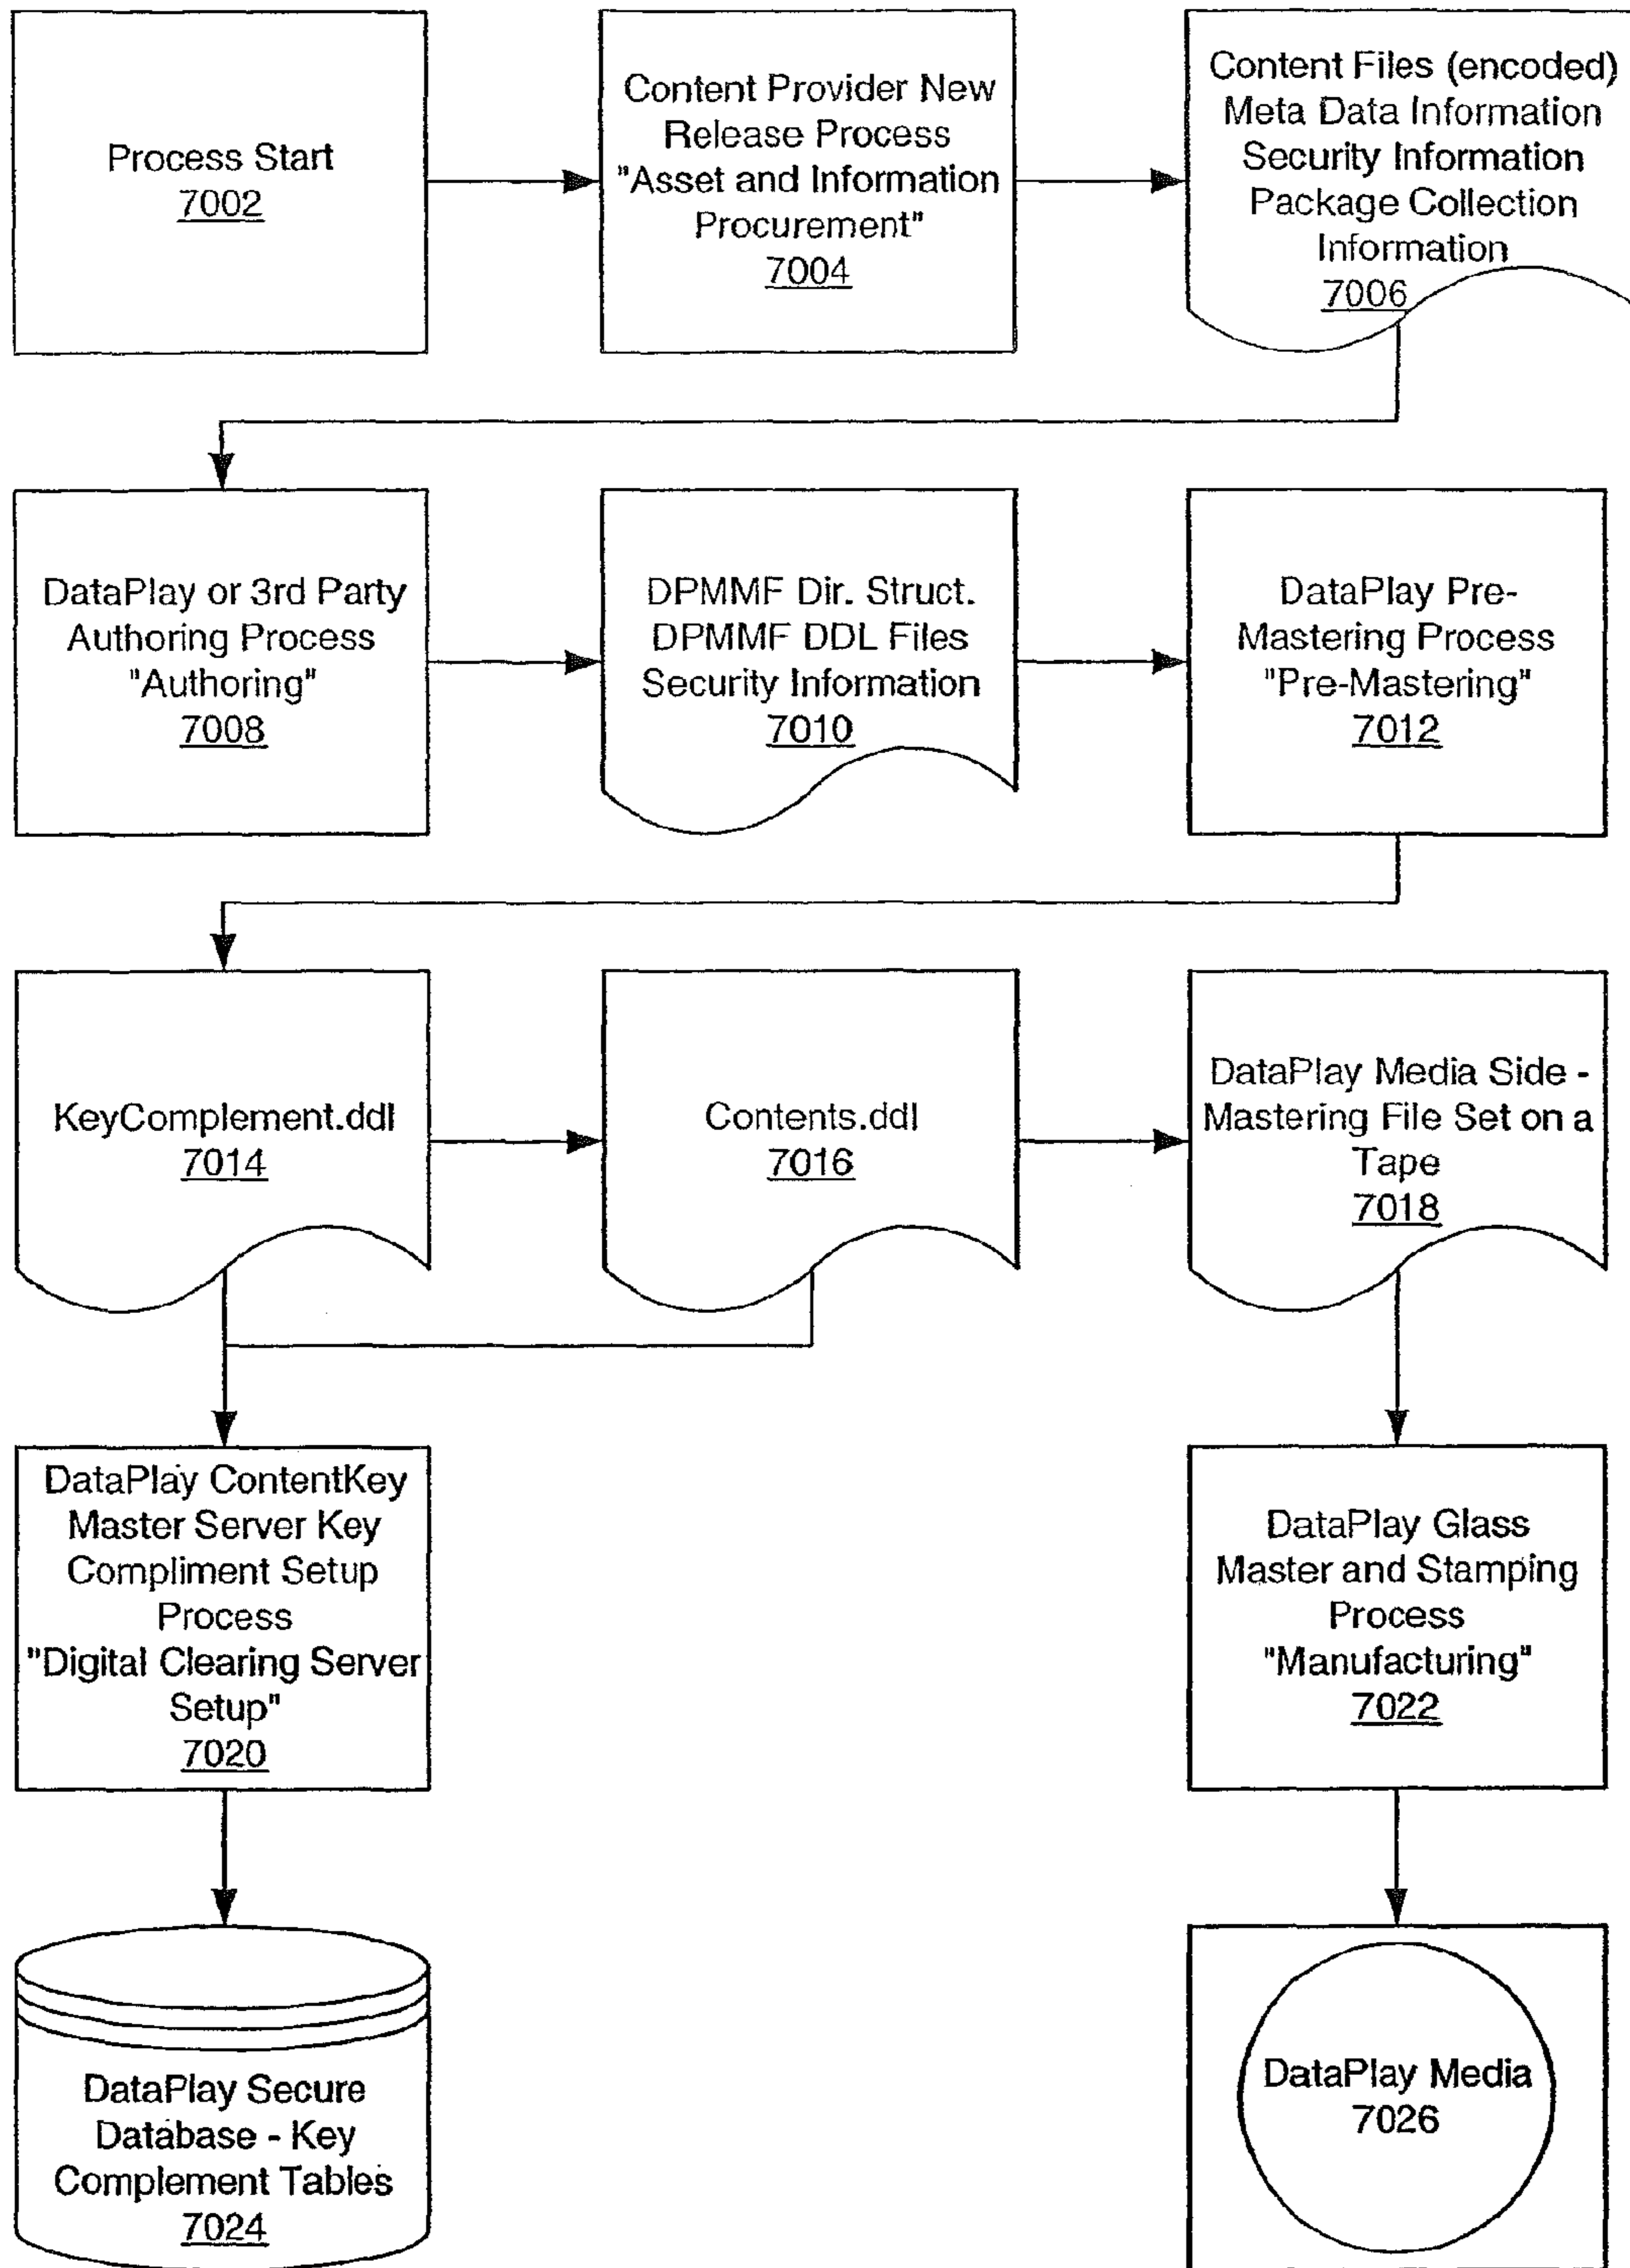 Process Start
7002
Content Provider New
Release Process
"Asset and Information
Procurement"
7004
Content Files (encoded)
Meta Data Information
Security Information
Package Collection
Information
7006
DataPlay or 3rd Party
Authoring Process
"Authoring"
7008
DPMMF Dir. Struct.
DPMMF DDL Files
Security Information
7010
DataPlay Pre-
Mastering Process
"Pre-Mastering"
7012
KeyComplement.ddl
7014
Contents.ddl
7016
DataPlay Media Side -
Mastering File Set on a
Tape
7018
DataPlay ContentKey
Master Server Key
Compliment Setup
Process
"Digital Clearing Server
Setup"
7020
DataPlay Glass
Master and Stamping
Process
"Manufacturing"
7022
DataPlay Secure
Database - Key
Complement Tables
7024
DataPlay Media
7026